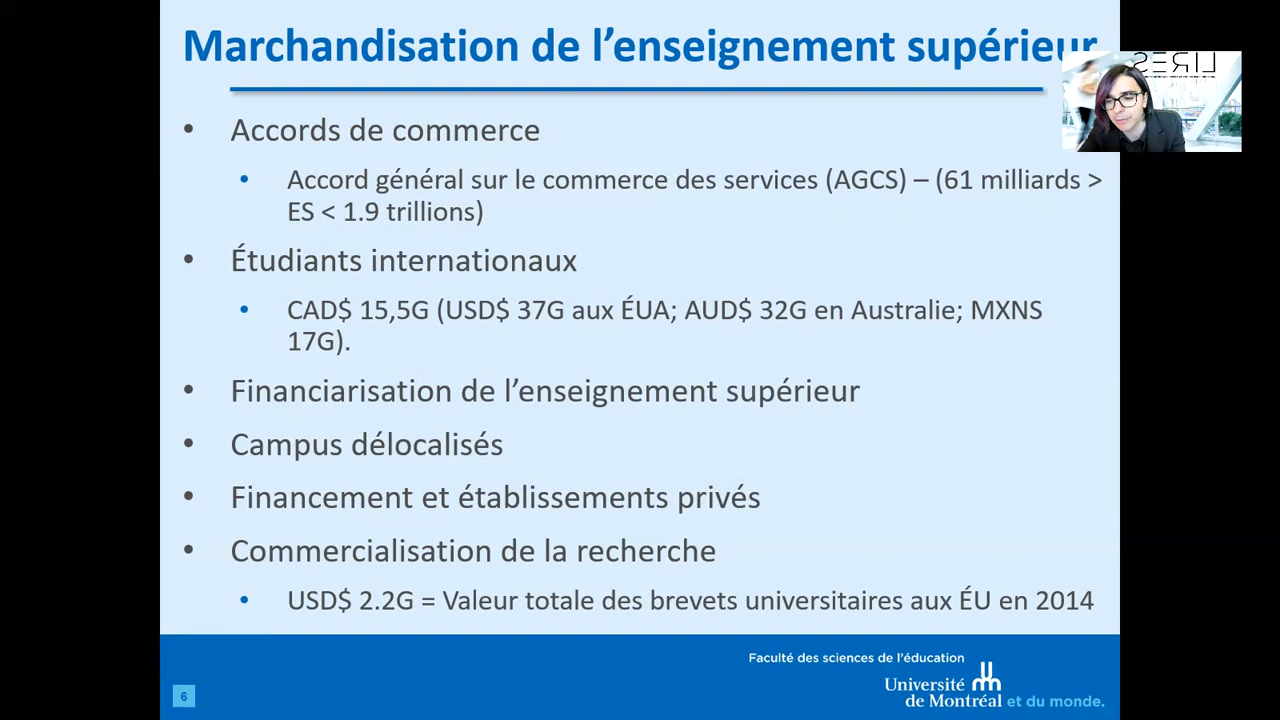 Marchandisation de l’enseignement supérieur
LIRES
• Accords de commerce
• Accord général sur le commerce des services (AGCS) – (61 milliards >
ES < 1.9 trillions)
• Étudiants internationaux
• CAD$ 15,5G (USD$ 37G aux ÉUA; AUD$ 32G en Australie; MXNS
17G).
• Financiarisation de l’enseignement supérieur
• Campus délocalisés
• Financement et établissements privés
• Commercialisation de la recherche
• USD$ 2.2G = Valeur totale des brevets universitaires aux ÉU en 2014
Faculté des sciences de l’éducation
6
Université
de Montréal et du monde.